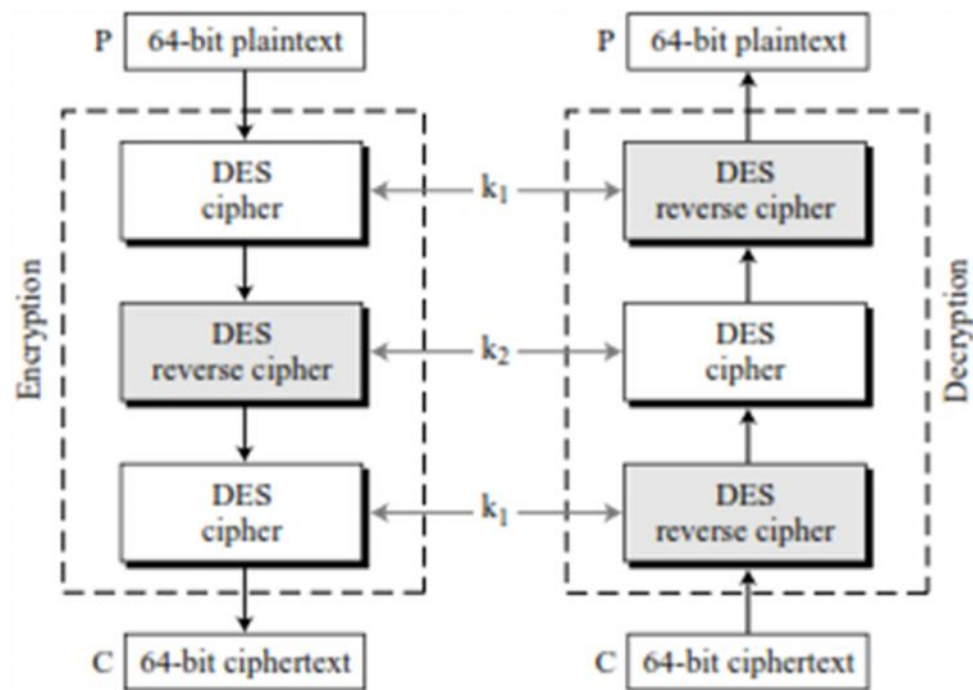 P 64-bit plaintext
Encryption
DES
cipher
DES
reverse cipher
DES
cipher
C 64-bit ciphertext
k1
k2
k1
P 64-bit plaintext
DES
reverse cipher
DES
cipher
DES
reverse cipher
Decryption
C 64-bit ciphertext